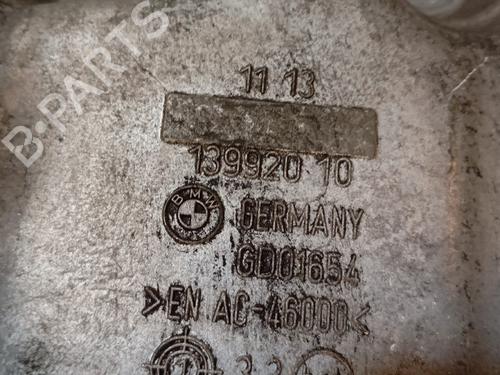 B-PARTS
11 13
139920 10
BMW
GERMANY
GD01654
>EN AC-46000<